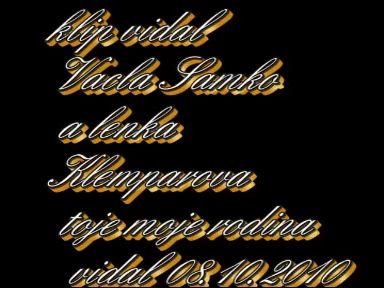 klip vidal
Vacla Samko
a lenka
Klemparova
toje moje rodina
vidal 08.10.2010